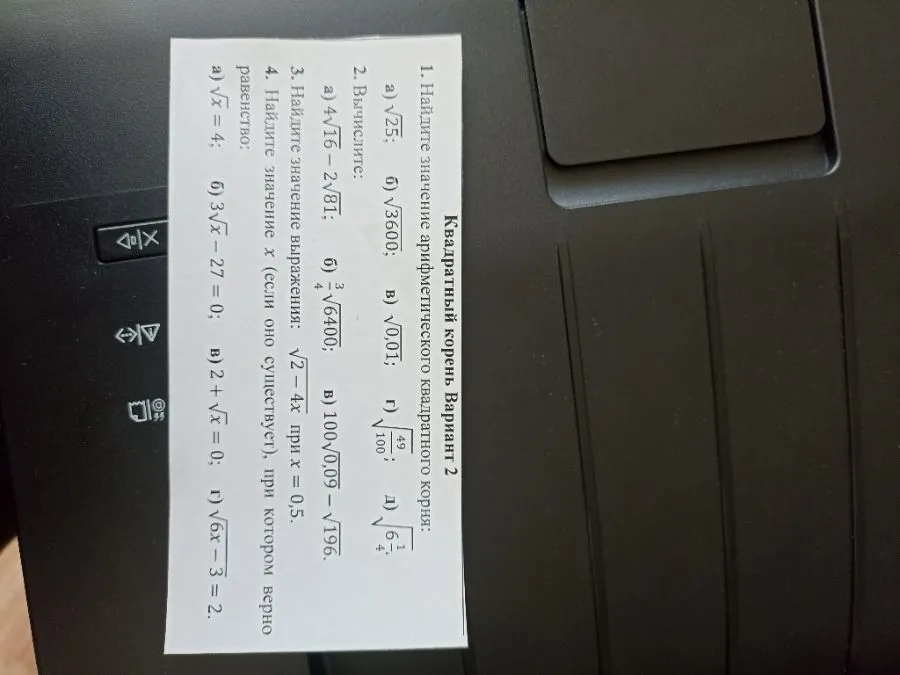 Квадратный корень Вариант 2
1. Найдите значение арифметического квадратного корня:
а) √25; б) √3600; в) √0,01; г) √(49/100); д) √(6 1/4).
2. Вычислите:
а) 4√16 − 2√81; б) 3/4 √6400; в) 100√0,09 − √196.
3. Найдите значение выражения: √(2 − 4x) при x = 0,5.
4. Найдите значение x (если оно существует), при котором верно
равенство:
а) √x = 4; б) 3√x − 27 = 0; в) 2 + √x = 0; г) √(6x − 3) = 2.